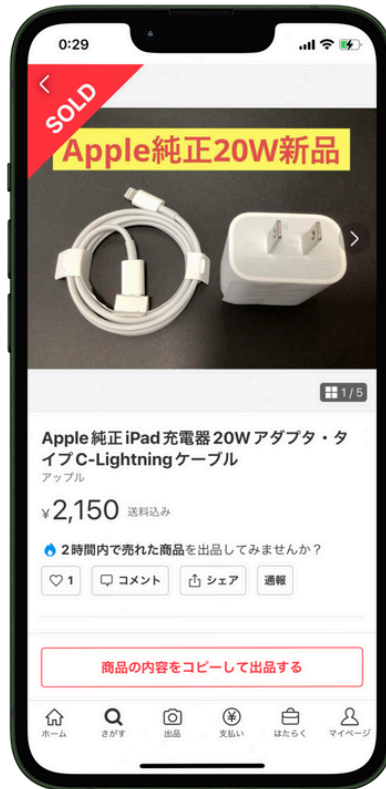 0:29
SOLD
Apple純正20W新品
1/5
Apple 純正 iPad 充電器 20W アダプタ・タ
イプ C-Lightning ケーブル
アップル
¥2,150 送料込み
2時間内で売れた商品を出品してみませんか？
1 コメント シェア 通報
商品の内容をコピーして出品する
ホーム さがす 出品 支払い はたらく マイページ